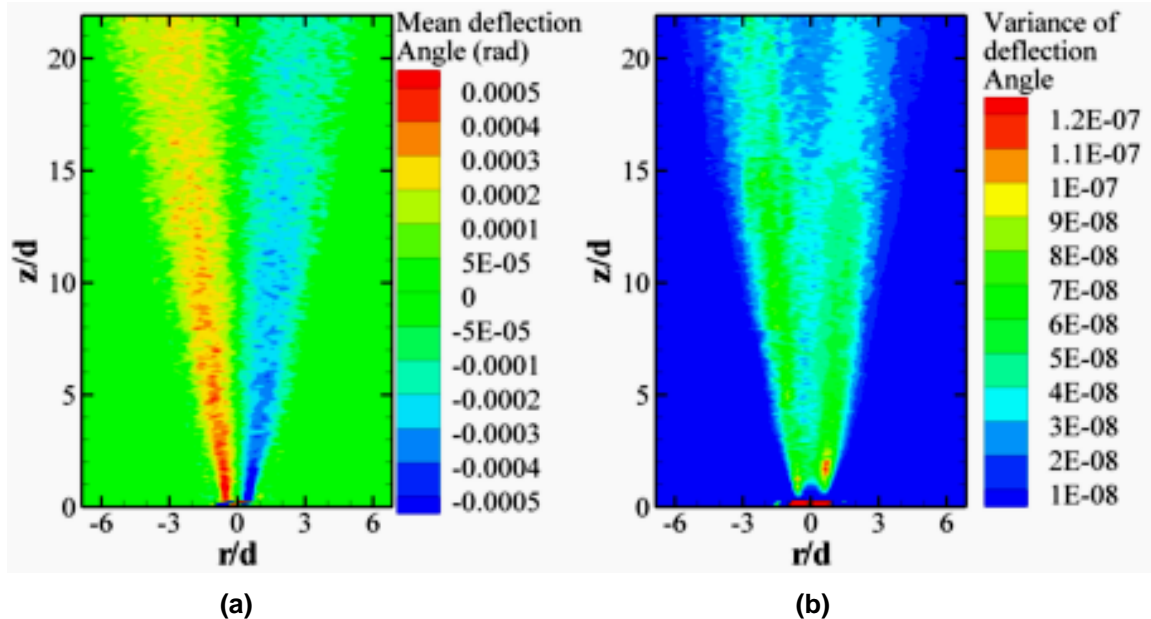 Mean deflection
Angle (rad)
0.0005
0.0004
0.0003
0.0002
0.0001
5E-05
0
-5E-05
-0.0001
-0.0002
-0.0003
-0.0004
-0.0005
20
15
10
5
0
z/d
-6 -3 0 3 6
r/d
(a)
Variance of
deflection
Angle
1.2E-07
1.1E-07
1E-07
9E-08
8E-08
7E-08
6E-08
5E-08
4E-08
3E-08
2E-08
1E-08
20
15
10
5
0
z/d
-6 -3 0 3 6
r/d
(b)